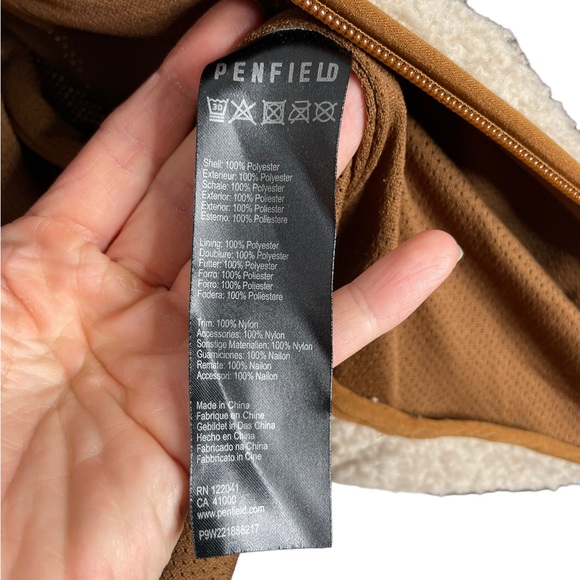 PENFIELD
30
Shell: 100% Polyester
Exterieur: 100% Polyester
Schale: 100% Polyester
Exterior: 100% Poliester
Exterior: 100% Poliester
Esterno: 100% Poliestere
Lining: 100% Polyester
Doublure: 100% Polyester
Futter: 100% Polyester
Forro: 100% Poliester
Forro: 100% Poliester
Fodera: 100% Poliestere
Trim: 100% Nylon
Accessories: 100% Nylon
Sonstige Materialien: 100% Nylon
Guarniciones: 100% Nailon
Remate: 100% Nailon
Accessori: 100% Nailon
Made in China
Fabrique en Chine
Gebildet in Das China
Hecho en China
Fabricado na China
Fabbricato in Cine
RN 122041
CA 41000
www.penfield.com
P9W221886217